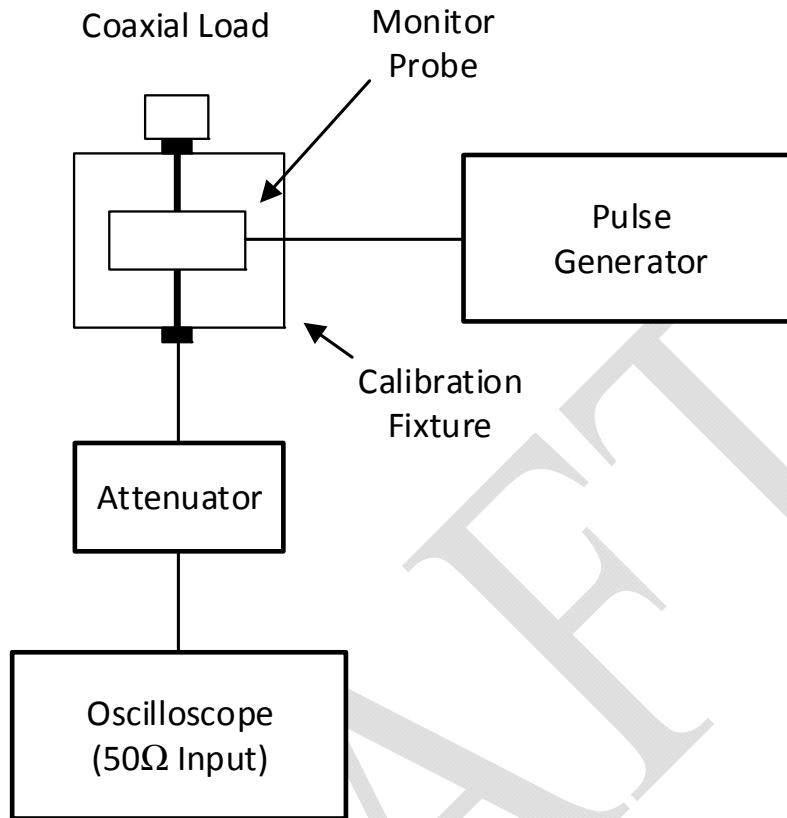 Coaxial Load
Monitor
Probe
Pulse
Generator
Calibration
Fixture
Attenuator
Oscilloscope
(50Ω Input)